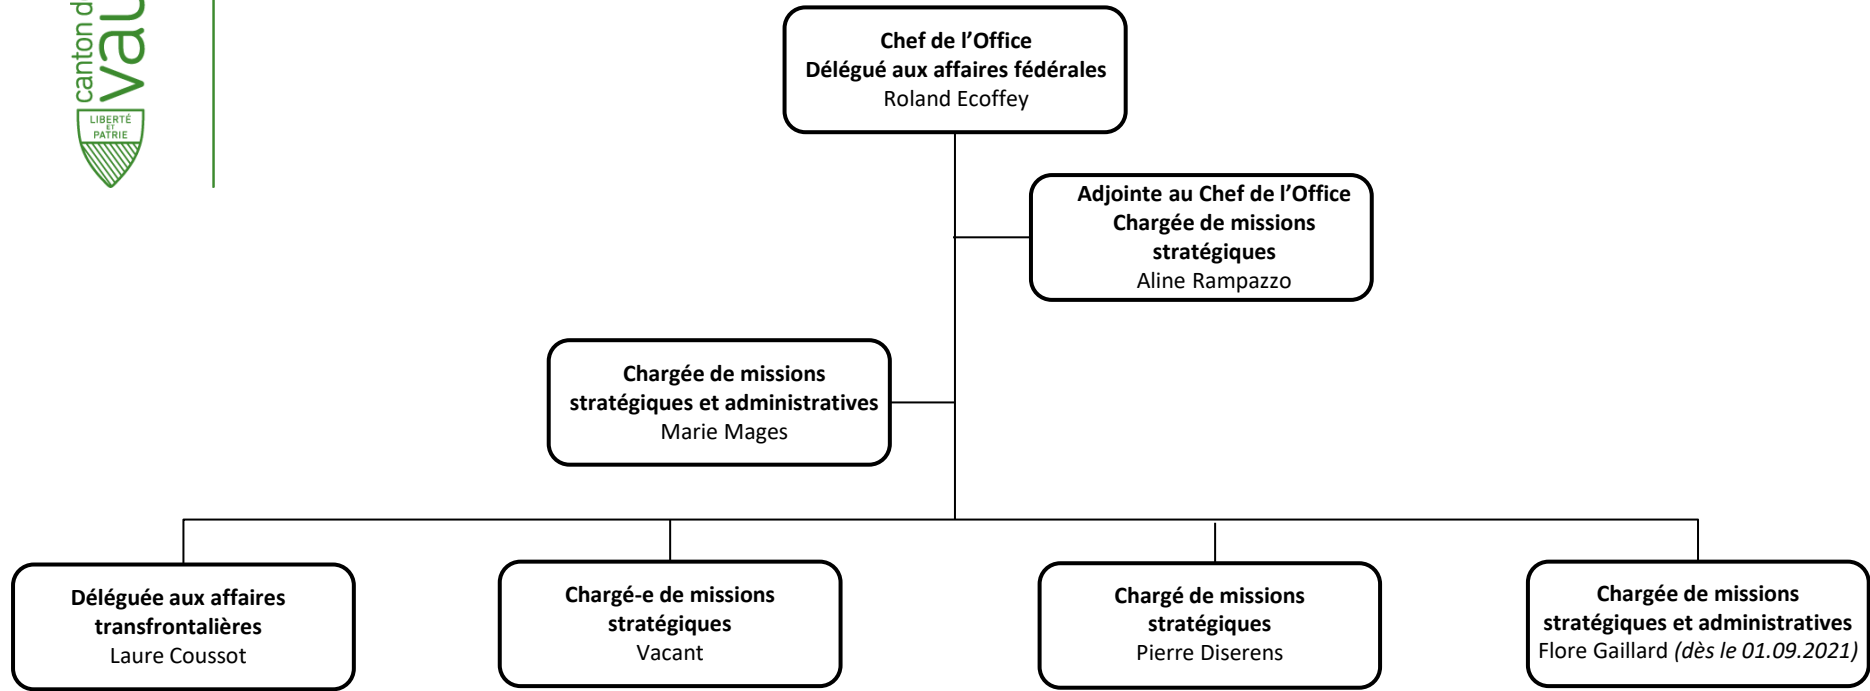 canton de
vau
LIBERTÉ
ET
PATRIE
Chef de l’Office
Délégué aux affaires fédérales
Roland Ecoffey
Adjointe au Chef de l’Office
Chargée de missions
stratégiques
Aline Rampazzo
Chargée de missions
stratégiques et administratives
Marie Mages
Déléguée aux affaires
transfrontalières
Laure Coussot
Chargé-e de missions
stratégiques
Vacant
Chargé de missions
stratégiques
Pierre Diserens
Chargée de missions
stratégiques et administratives
Flore Gaillard (dès le 01.09.2021)